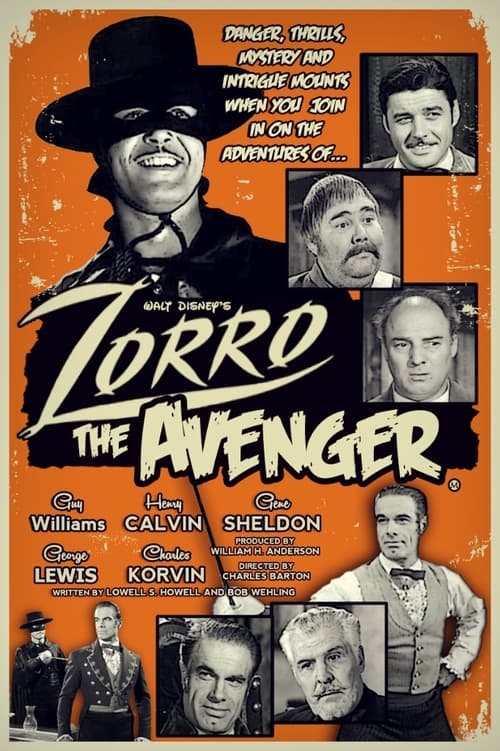 DANGER, THRILLS,
MYSTERY AND
INTRIGUE MOUNTS
WHEN YOU JOIN
IN ON THE
ADVENTURES OF...
WALT DISNEY'S
ZORRO
THE AVENGER
M
Guy
Williams
Henry
CALVIN
Gene
SHELDON
George
LEWIS
Charles
KORVIN
PRODUCED BY
WILLIAM H. ANDERSON
DIRECTED BY
CHARLES BARTON
WRITTEN BY LOWELL S. HOWELL AND BOB WEHLING